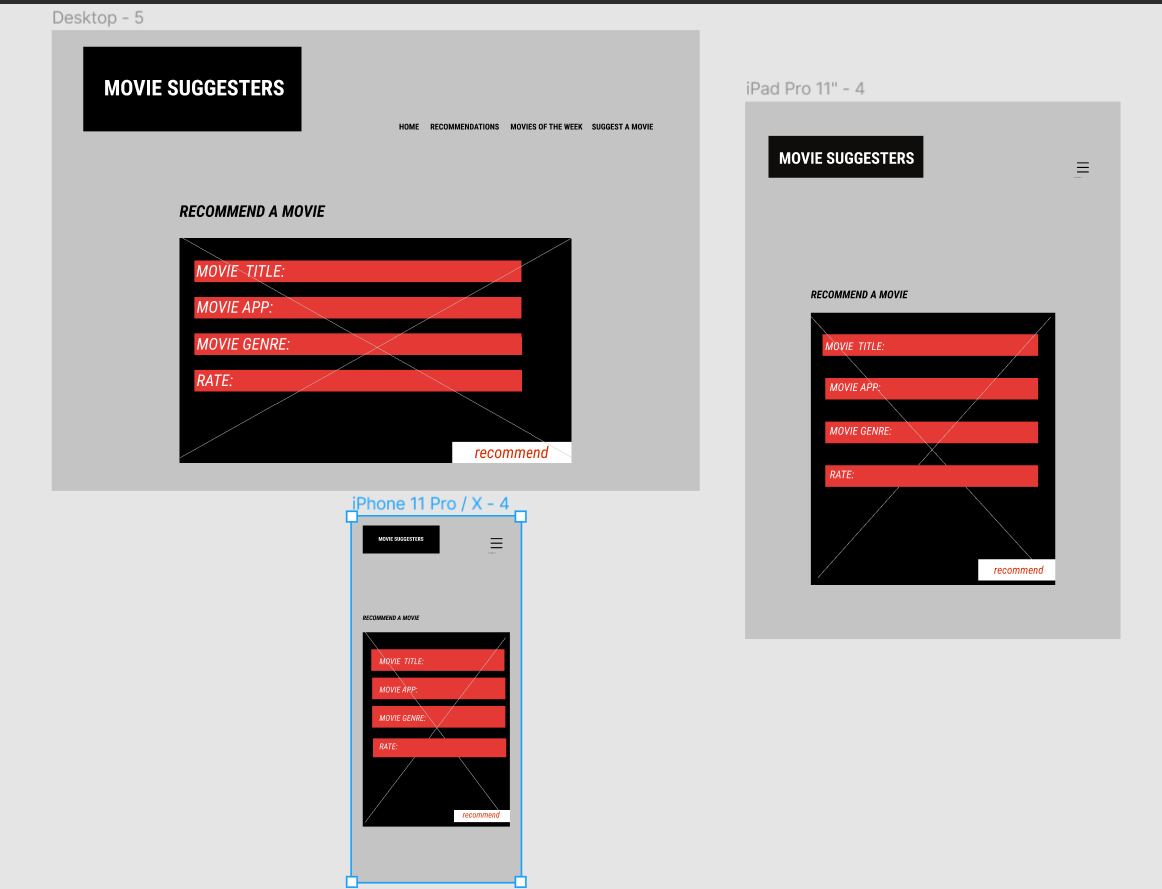 Desktop - 5
MOVIE SUGGESTERS
HOME RECOMMENDATIONS MOVIES OF THE WEEK SUGGEST A MOVIE
RECOMMEND A MOVIE
MOVIE TITLE:
MOVIE APP:
MOVIE GENRE:
RATE:
recommend
iPad Pro 11" - 4
MOVIE SUGGESTERS
RECOMMEND A MOVIE
MOVIE TITLE:
MOVIE APP:
MOVIE GENRE:
RATE:
recommend
iPhone 11 Pro / X - 4
MOVIE SUGGESTERS
RECOMMEND A MOVIE
MOVIE TITLE:
MOVIE APP:
MOVIE GENRE:
RATE:
recommend